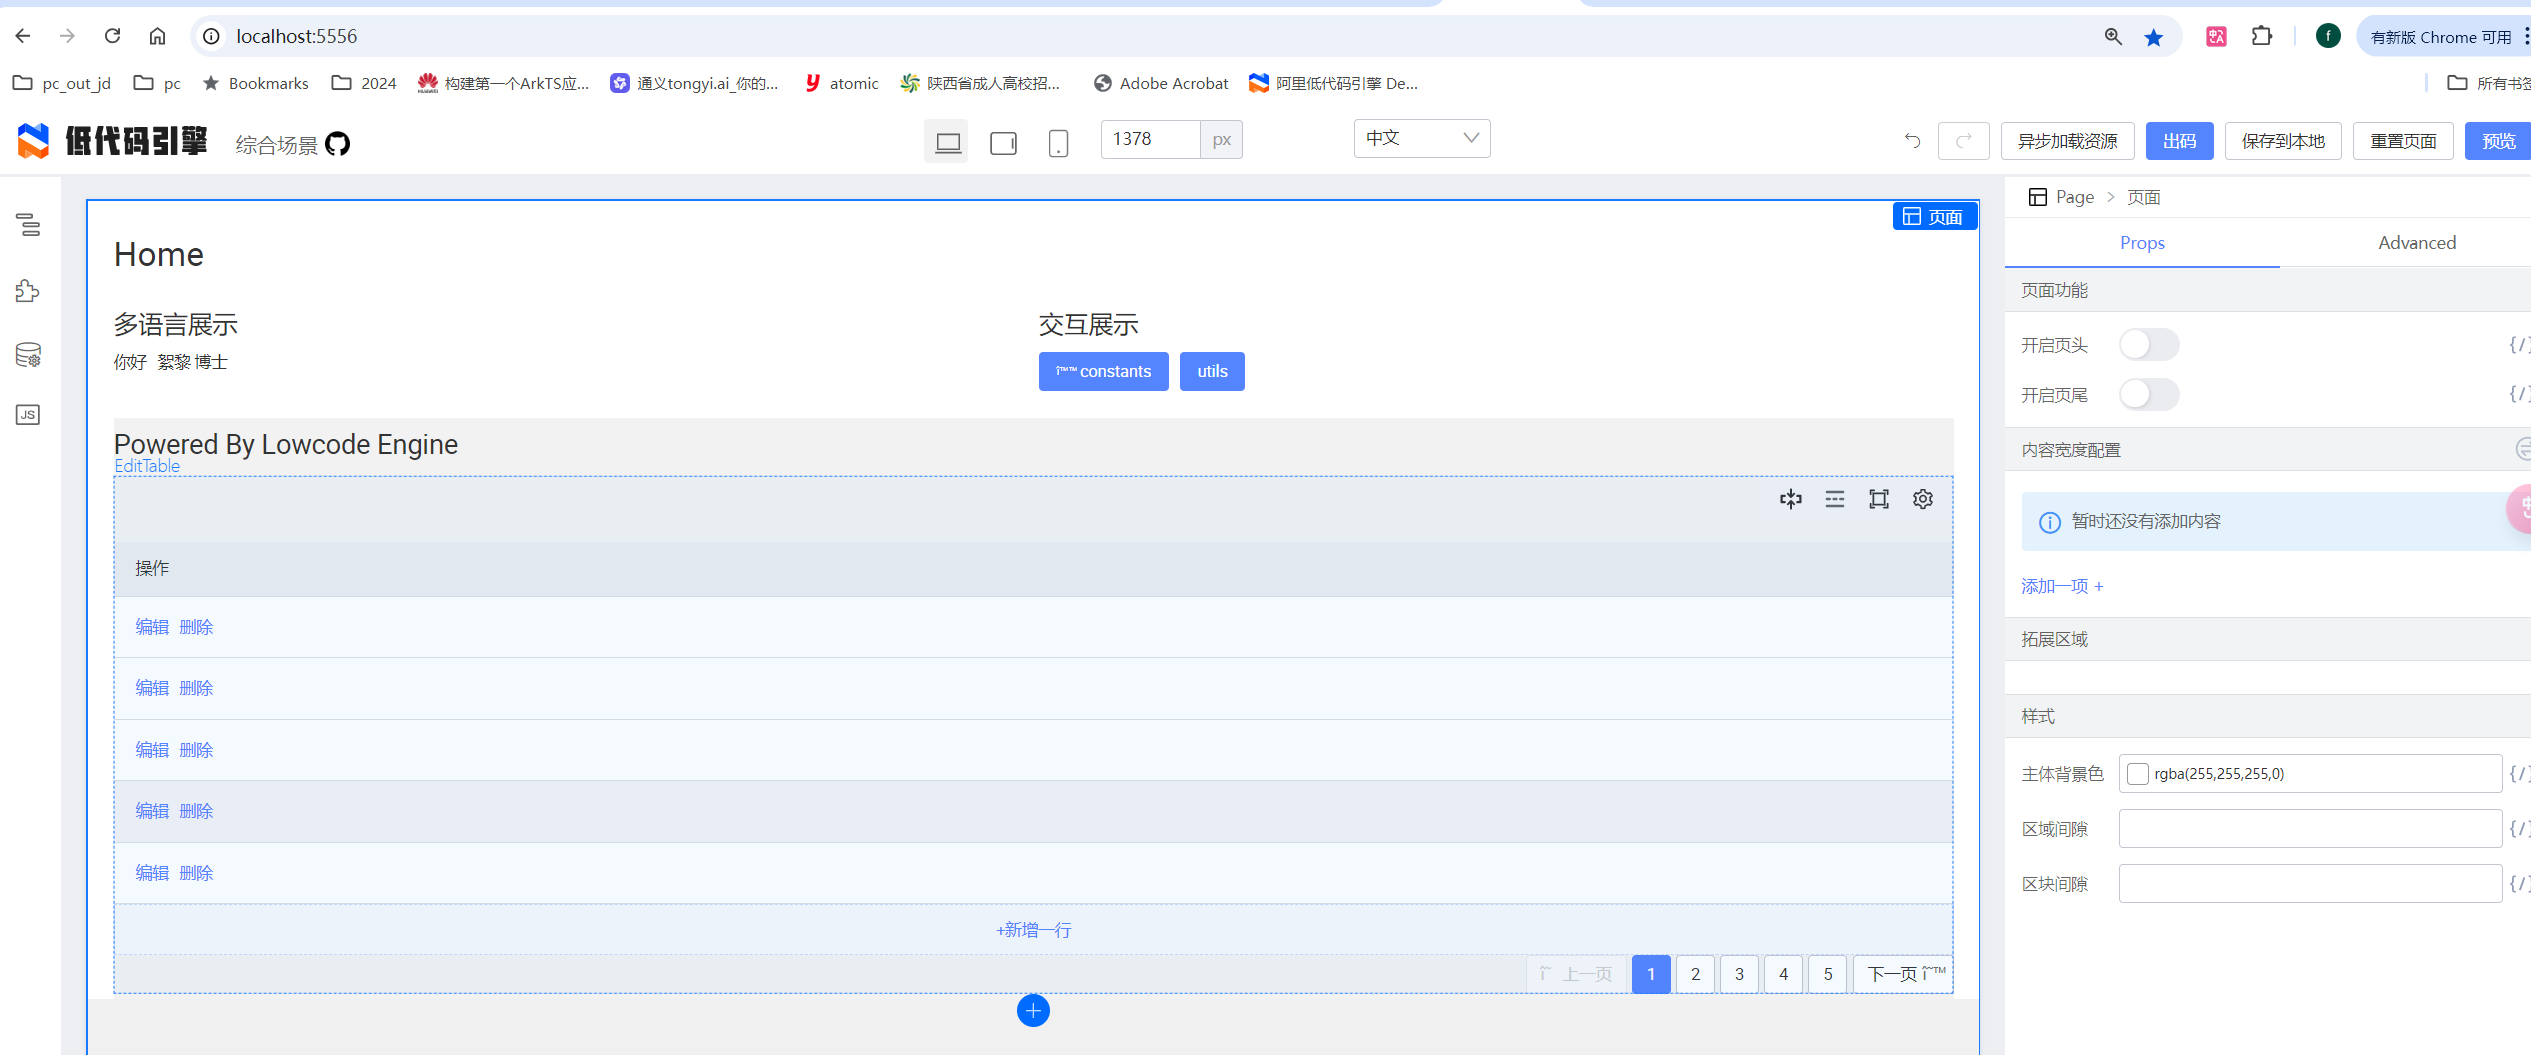 localhost:5556
有新版 Chrome 可用
pc_out_jd
pc
Bookmarks
2024
构建第一个ArkTS应...
通义tongyi.ai_你的...
atomic
陕西省成人高校招...
Adobe Acrobat
阿里低代码引擎 De...
所有书签
低代码引擎
综合场景
1378
px
中文
异步加载资源
出码
保存到本地
重置页面
预览
页面
Home
多语言展示
你好 絮黎 博士
交互展示
constants
utils
Powered By Lowcode Engine
EditTable
操作
编辑 删除
编辑 删除
编辑 删除
编辑 删除
编辑 删除
+新增一行
上一页
1
2
3
4
5
下一页
Page > 页面
Props
Advanced
页面功能
开启页头
开启页尾
内容宽度配置
暂时还没有添加内容
添加一项 +
拓展区域
样式
主体背景色
rgba(255,255,255,0)
区域间隙
区块间隙
JS